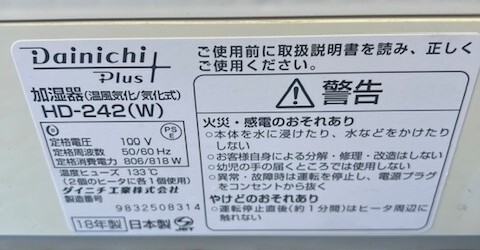 Dainichi Plus
加湿器(温風気化/気化式)
HD-242(W)
定格電圧 100 V
定格周波数 50/60 Hz
定格消費電力 806/818 W
温度ヒューズ 133℃
(2個のヒータに各1個使用)
ダイニチ工業株式会社
製造番号
9832508314
18年製 日本製
PSE
JET
ご使用前に取扱説明書を読み、正しく
ご使用ください。
警告
火災・感電のおそれあり
本体を水に浸けたり、水などをかけたり
しない
お客様自身による分解・修理・改造はしない
幼児の手の届くところでは使用しない
異常・故障時は運転を停止し、電源プラグ
をコンセントから抜く
やけどのおそれあり
運転停止直後(約1分間)はヒータ周辺に
触れない